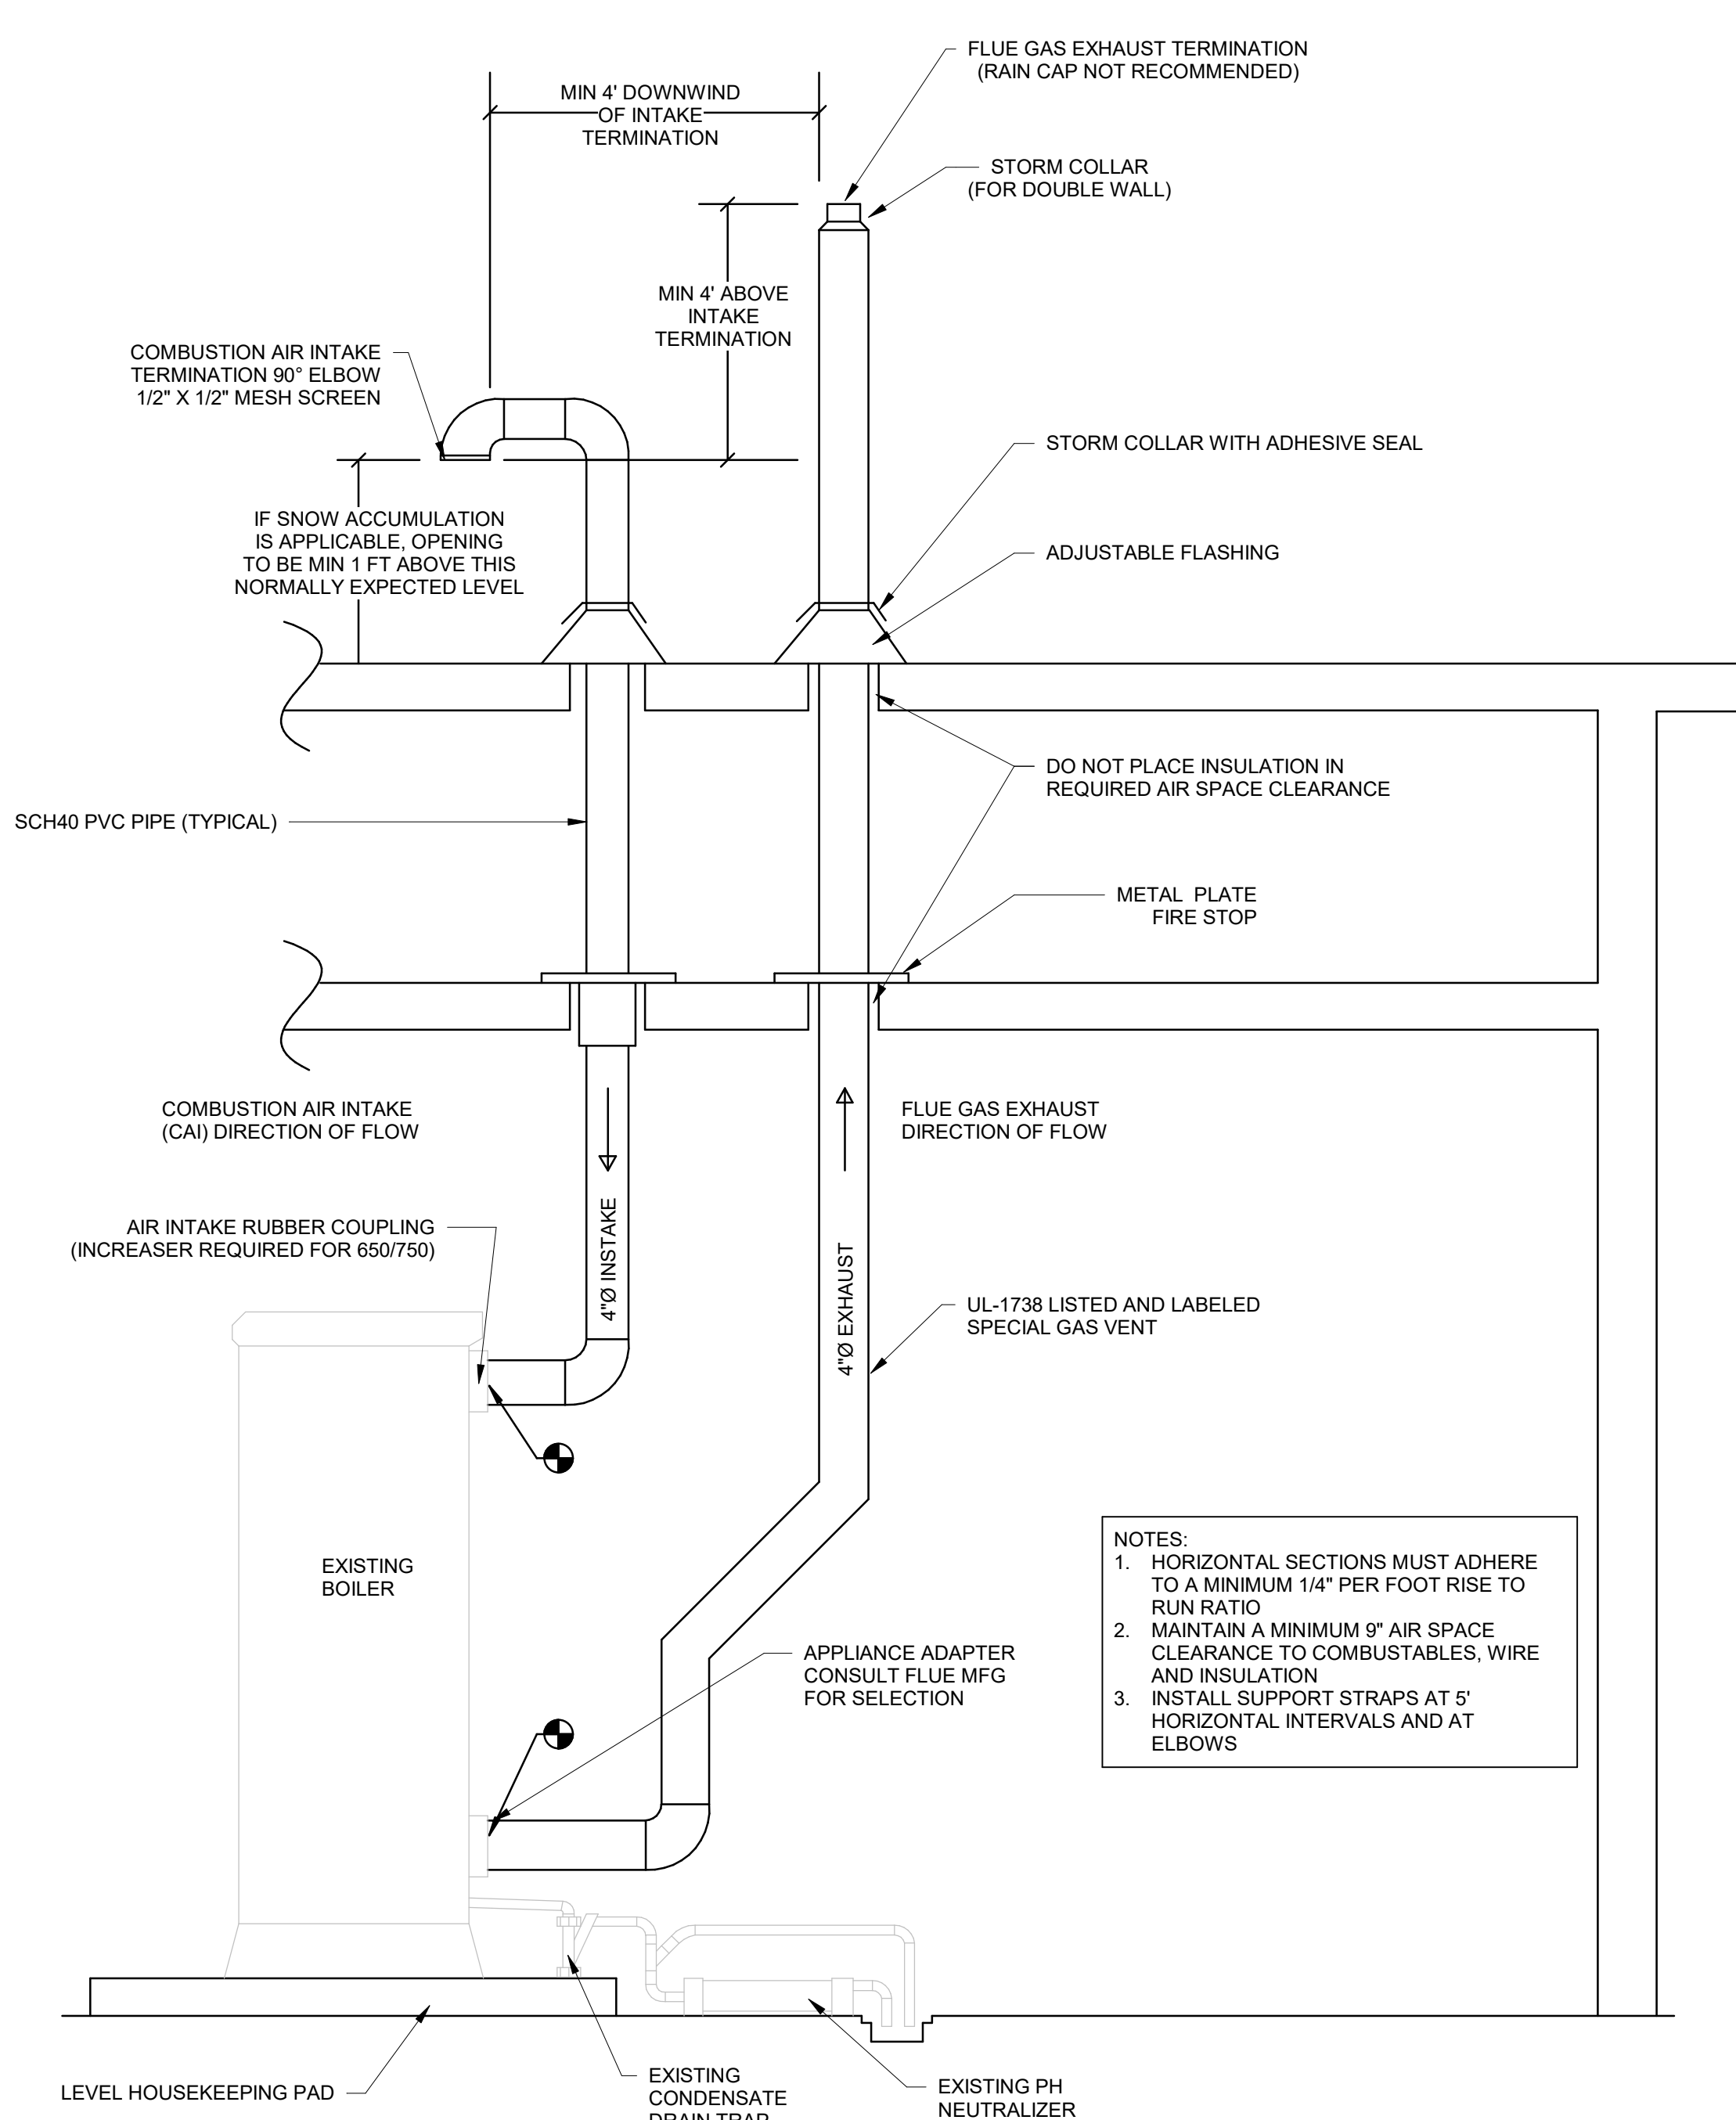 FLUE GAS EXHAUST TERMINATION
(RAIN CAP NOT RECOMMENDED)
MIN 4' DOWNWIND
OF INTAKE
TERMINATION
STORM COLLAR
(FOR DOUBLE WALL)
MIN 4' ABOVE
INTAKE
TERMINATION
COMBUSTION AIR INTAKE
TERMINATION 90° ELBOW
1/2" X 1/2" MESH SCREEN
STORM COLLAR WITH ADHESIVE SEAL
IF SNOW ACCUMULATION
IS APPLICABLE, OPENING
TO BE MIN 1 FT ABOVE THIS
NORMALLY EXPECTED LEVEL
ADJUSTABLE FLASHING
DO NOT PLACE INSULATION IN
REQUIRED AIR SPACE CLEARANCE
SCH40 PVC PIPE (TYPICAL)
METAL PLATE
FIRE STOP
COMBUSTION AIR INTAKE
(CAI) DIRECTION OF FLOW
FLUE GAS EXHAUST
DIRECTION OF FLOW
AIR INTAKE RUBBER COUPLING
(INCREASER REQUIRED FOR 650/750)
4"Ø INSTAKE
4"Ø EXHAUST
UL-1738 LISTED AND LABELED
SPECIAL GAS VENT
EXISTING
BOILER
NOTES:
1. HORIZONTAL SECTIONS MUST ADHERE
TO A MINIMUM 1/4" PER FOOT RISE TO
RUN RATIO
2. MAINTAIN A MINIMUM 9" AIR SPACE
CLEARANCE TO COMBUSTABLES, WIRE
AND INSULATION
3. INSTALL SUPPORT STRAPS AT 5'
HORIZONTAL INTERVALS AND AT
ELBOWS
APPLIANCE ADAPTER
CONSULT FLUE MFG
FOR SELECTION
LEVEL HOUSEKEEPING PAD
EXISTING
CONDENSATE
DRAIN TRAP
EXISTING PH
NEUTRALIZER